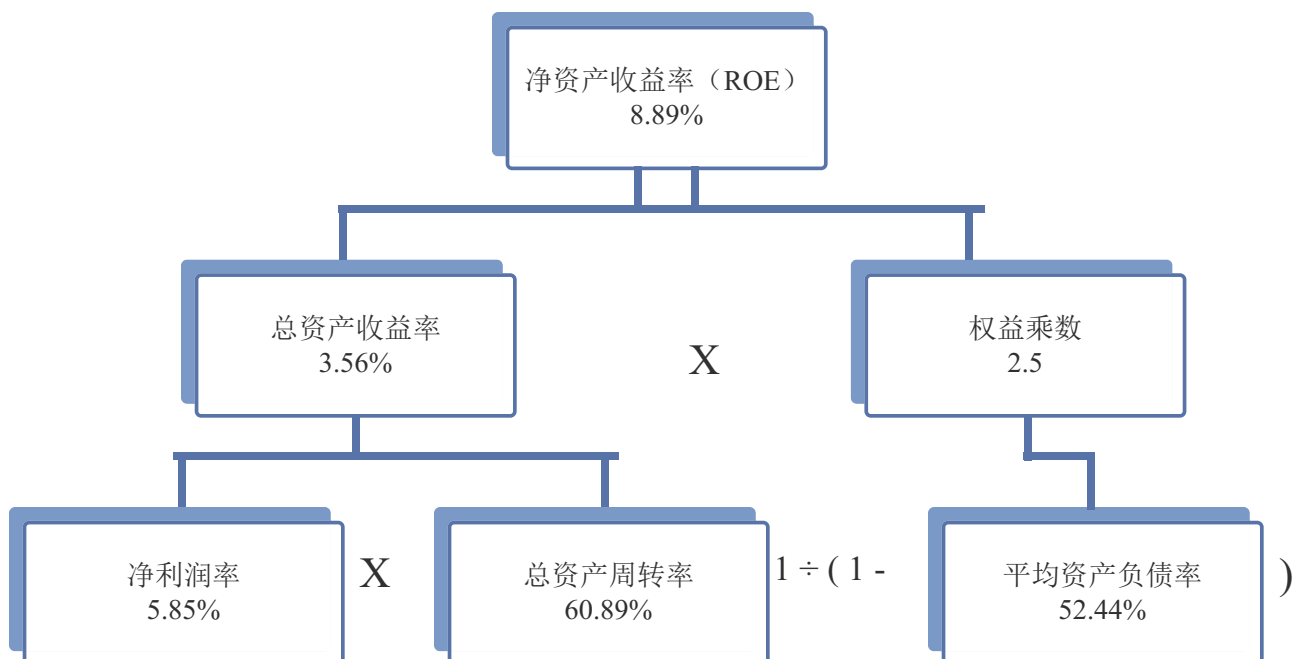 净资产收益率（ROE）
8.89%
总资产收益率
3.56%
X
权益乘数
2.5
净利润率
5.85%
X
总资产周转率
60.89%
1 ÷ ( 1 -
平均资产负债率
52.44%
)